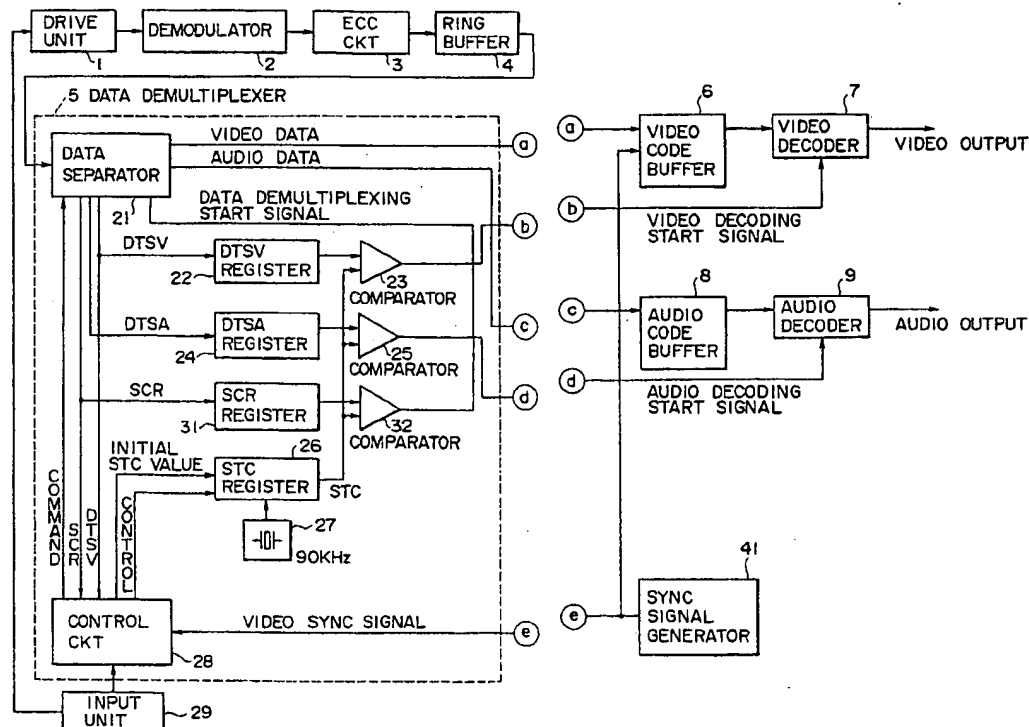 DRIVE
UNIT
1
DEMODULATOR
2
ECC
CKT
3
RING
BUFFER
4
5 DATA DEMULTIPLEXER
DATA
SEPARATOR
21
VIDEO DATA
a
AUDIO DATA
DATA DEMULTIPLEXING
START SIGNAL
b
DTSV
DTSV
REGISTER
22
23
COMPARATOR
c
DTSA
DTSA
REGISTER
24
25
COMPARATOR
d
SCR
SCR
REGISTER
31
32
COMPARATOR
INITIAL
STC VALUE
26
STC
REGISTER
STC
27
90KHz
COMMAND
SCR
DTSV
CONTROL
CONTROL
CKT
28
VIDEO SYNC SIGNAL
e
INPUT
UNIT
29
a
6
VIDEO
CODE
BUFFER
7
VIDEO
DECODER
VIDEO OUTPUT
b
VIDEO DECODING
START SIGNAL
c
8
AUDIO
CODE
BUFFER
9
AUDIO
DECODER
AUDIO OUTPUT
d
AUDIO DECODING
START SIGNAL
e
41
SYNC
SIGNAL
GENERATOR